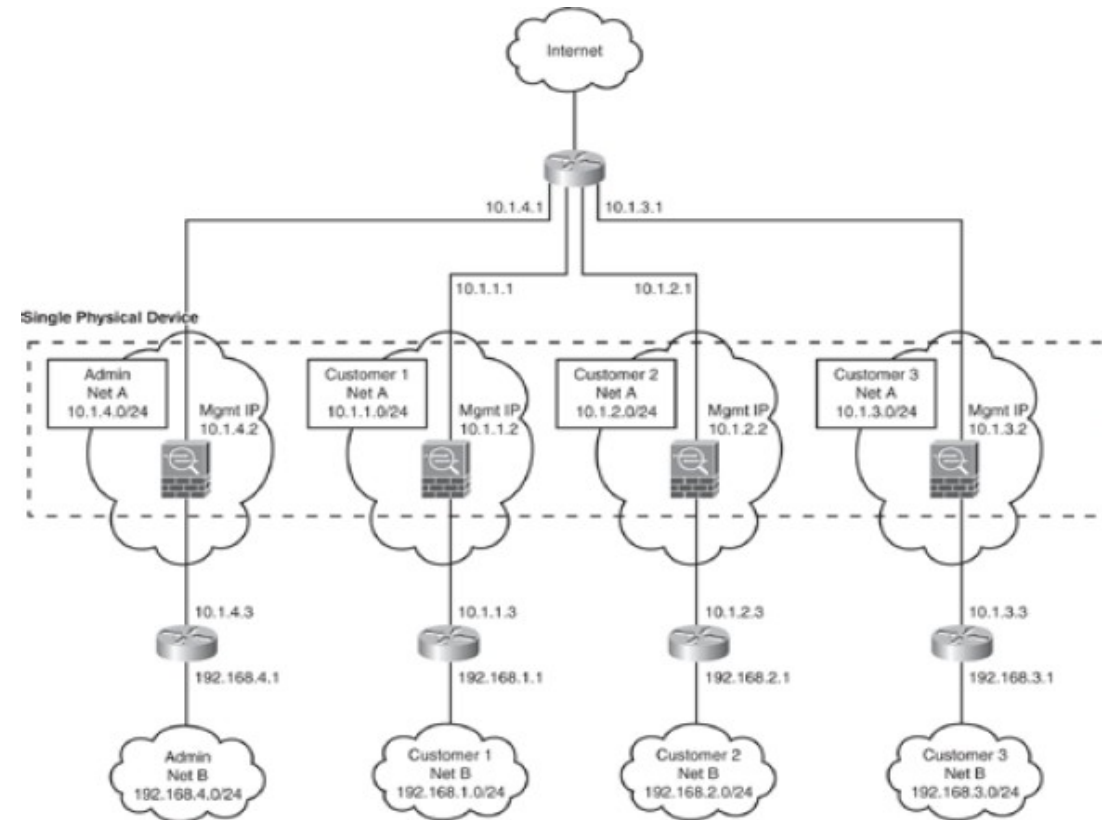 Internet
10.1.4.1
10.1.3.1
10.1.1.1
10.1.2.1
Single Physical Device
Admin
Net A
10.1.4.0/24
Mgmt IP
10.1.4.2
Customer 1
Net A
10.1.1.0/24
Mgmt IP
10.1.1.2
Customer 2
Net A
10.1.2.0/24
Mgmt IP
10.1.2.2
Customer 3
Net A
10.1.3.0/24
Mgmt IP
10.1.3.2
10.1.4.3
10.1.1.3
10.1.2.3
10.1.3.3
192.168.4.1
192.168.1.1
192.168.2.1
192.168.3.1
Admin
Net B
192.168.4.0/24
Customer 1
Net B
192.168.1.0/24
Customer 2
Net B
192.168.2.0/24
Customer 3
Net B
192.168.3.0/24